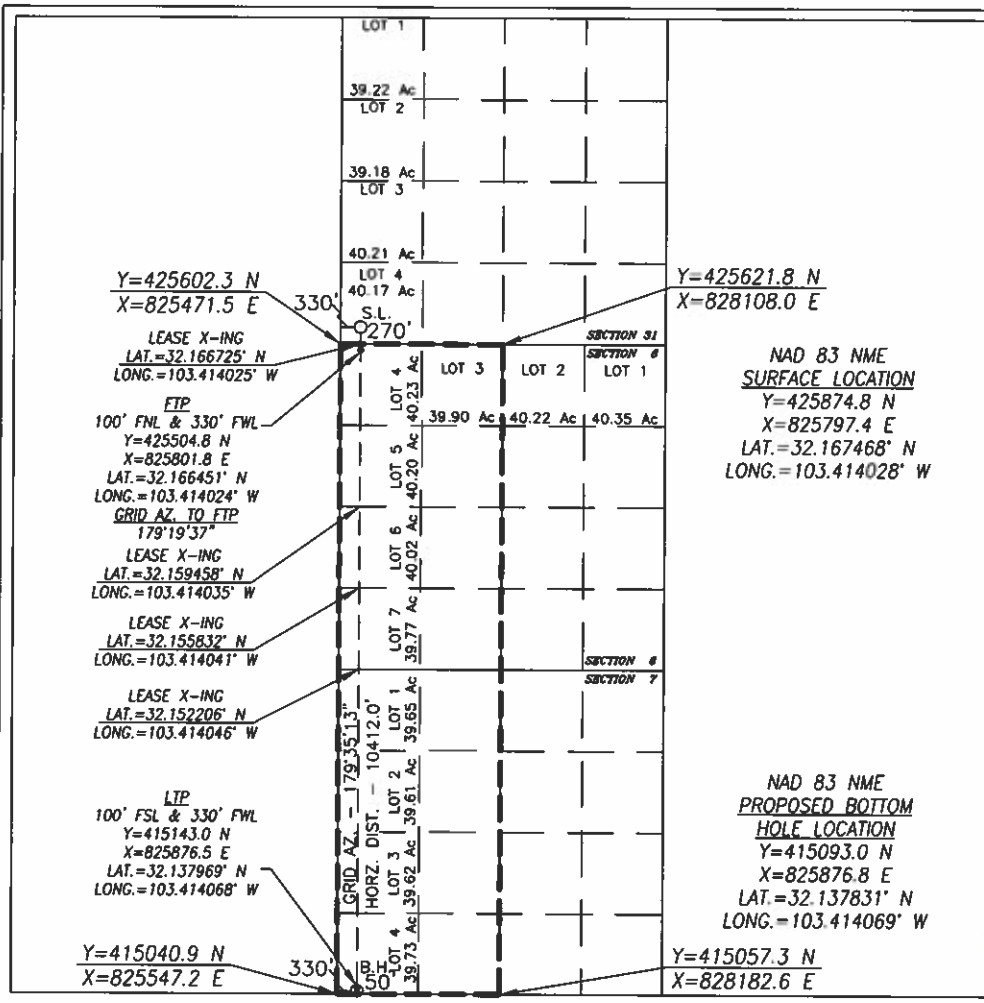 LOT 1
39.22 Ac
LOT 2
39.18 Ac
LOT 3
40.21 Ac
LOT 4
40.17 Ac
Y=425602.3 N
X=825471.5 E
330'
S.L.
270'
Y=425621.8 N
X=828108.0 E
SECTION 31
SECTION 6
LEASE X-ING
LAT.=32.166725° N
LONG.=103.414025° W
FTP
100' FNL & 330' FWL
Y=425504.8 N
X=825801.8 E
LAT.=32.166451° N
LONG.=103.414024° W
GRID AZ. TO FTP
179°19'37"
LEASE X-ING
LAT.=32.159458° N
LONG.=103.414035° W
LEASE X-ING
LAT.=32.155832° N
LONG.=103.414041° W
LEASE X-ING
LAT.=32.152206° N
LONG.=103.414046° W
LTP
100' FSL & 330' FWL
Y=415143.0 N
X=825876.5 E
LAT.=32.137969° N
LONG.=103.414068° W
Y=415040.9 N
X=825547.2 E
LOT 4
40.23 Ac
LOT 3
LOT 2
LOT 1
39.90 Ac
40.22 Ac
40.35 Ac
LOT 5
40.20 Ac
LOT 6
40.02 Ac
LOT 7
39.77 Ac
SECTION 6
SECTION 7
GRID AZ. - 179°35'13"
HORZ. DIST. - 10412.0'
LOT 1
39.65 Ac
LOT 2
39.61 Ac
LOT 3
39.62 Ac
LOT 4
39.73 Ac
330'
B.H.
50'
NAD 83 NME
SURFACE LOCATION
Y=425874.8 N
X=825797.4 E
LAT.=32.167468° N
LONG.=103.414028° W
NAD 83 NME
PROPOSED BOTTOM
HOLE LOCATION
Y=415093.0 N
X=825876.8 E
LAT.=32.137831° N
LONG.=103.414069° W
Y=415057.3 N
X=828182.6 E